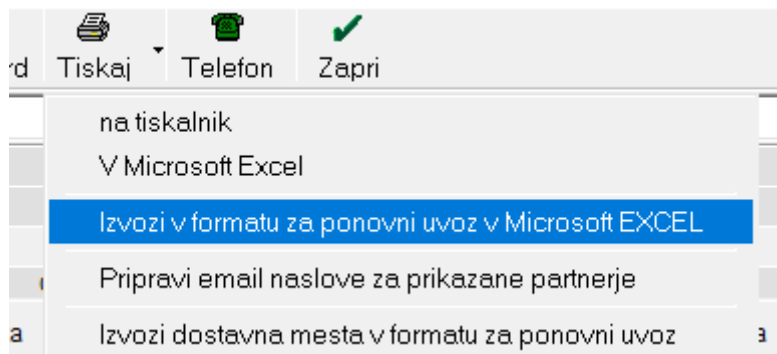 Tiskaj Telefon Zapri
na tiskalnik
V Microsoft Excel
Izvozi v formatu za ponovni uvoz v Microsoft EXCEL
Pripravi email naslove za prikazane partnerje
Izvozi dostavna mesta v formatu za ponovni uvoz